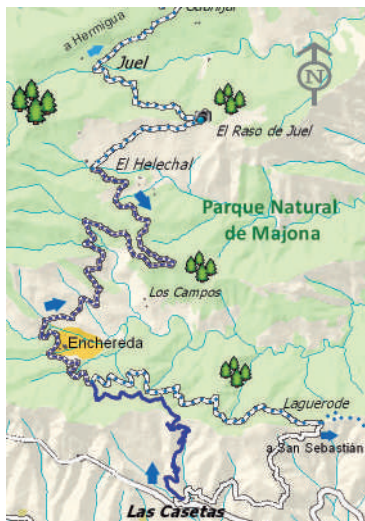 Gudinjal
a Hermigua
Juel
N
El Raso de Juel
El Helechal
Parque Natural
de Majona
Los Campos
Enchereda
Laguerode
a San Sebastián
Las Casetas